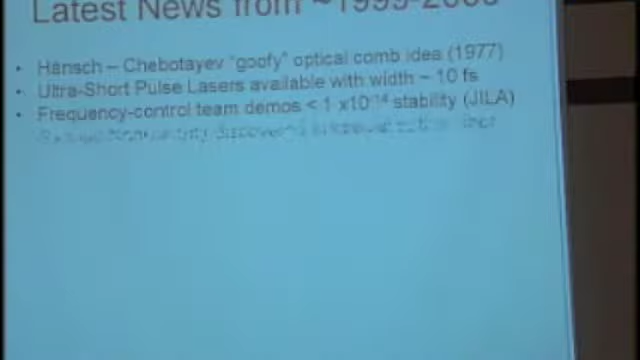 Latest News from ~1999-2000
• Hänsch – Chebotayev "goofy" optical comb idea (1977)
• Ultra-Short Pulse Lasers available with width ~ 10 fs
• Frequency-control team demos < 1 x10⁻¹⁴ stability (JILA)